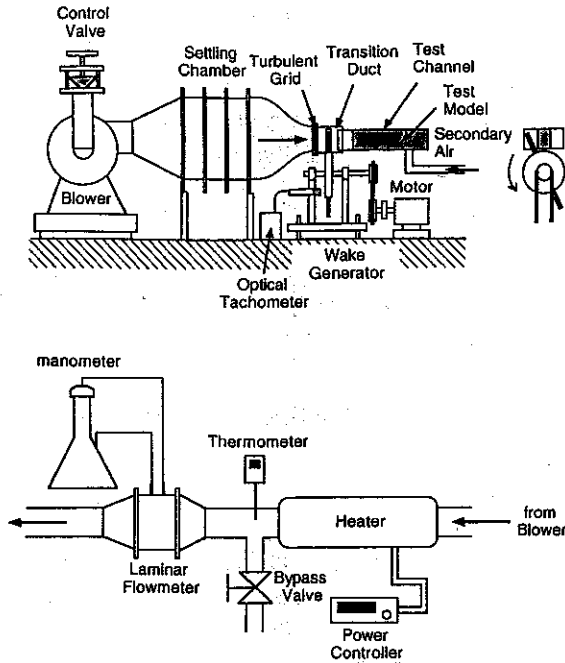 Control
Valve
Settling
Chamber
Turbulent
Grid
Transition
Duct
Test
Channel
Test
Model
Secondary
Air
Blower
Motor
Wake
Generator
Optical
Tachometer
manometer
Thermometer
Heater
from
Blower
Laminar
Flowmeter
Bypass
Valve
Power
Controller